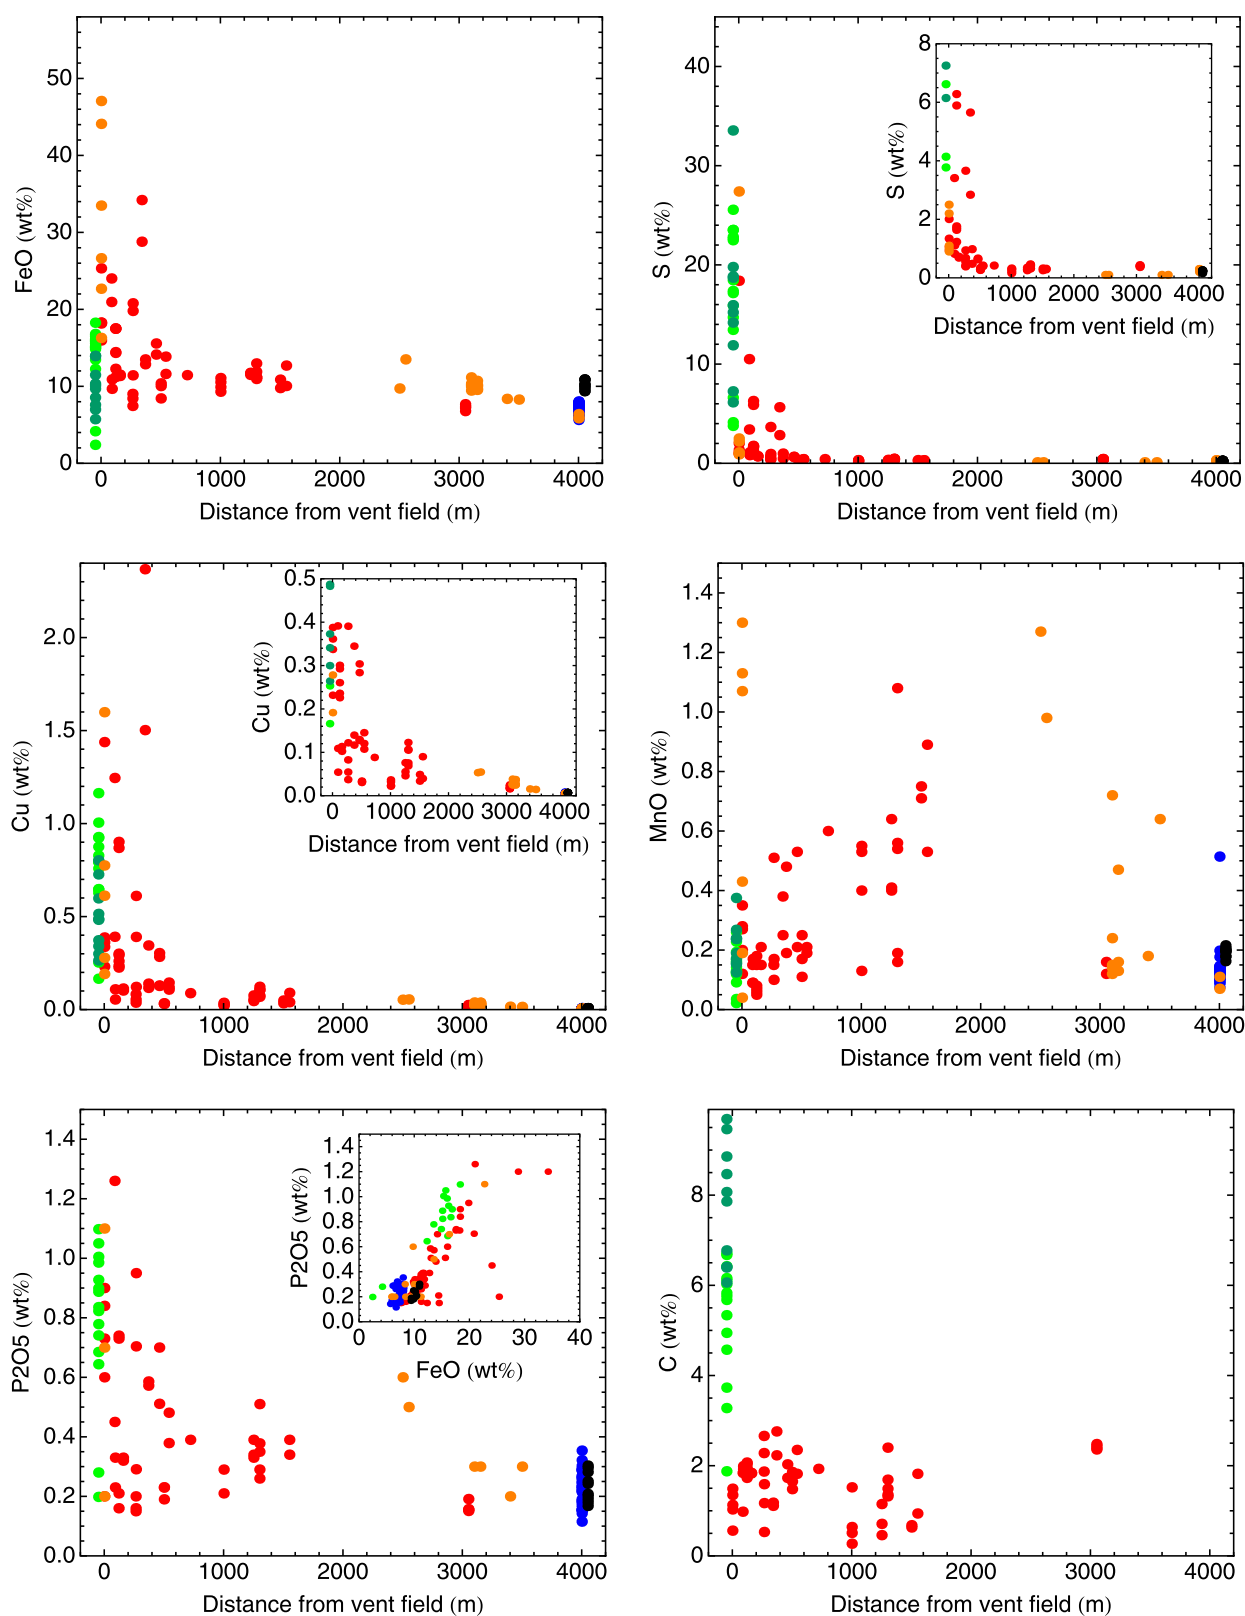 FeO (wt%)
50
40
30
20
10
0
0 1000 2000 3000 4000
Distance from vent field (m)
S (wt%)
40
30
20
10
0
0 1000 2000 3000 4000
Distance from vent field (m)
S (wt%)
8
6
4
2
0
0 1000 2000 3000 4000
Distance from vent field (m)
Cu (wt%)
2.0
1.5
1.0
0.5
0.0
0 1000 2000 3000 4000
Distance from vent field (m)
Cu (wt%)
0.5
0.4
0.3
0.2
0.1
0.0
0 1000 2000 3000 4000
Distance from vent field (m)
MnO (wt%)
1.4
1.2
1.0
0.8
0.6
0.4
0.2
0.0
0 1000 2000 3000 4000
Distance from vent field (m)
P2O5 (wt%)
1.4
1.2
1.0
0.8
0.6
0.4
0.2
0.0
0 1000 2000 3000 4000
Distance from vent field (m)
P2O5 (wt%)
1.4
1.2
1.0
0.8
0.6
0.4
0.2
0.0
0 10 20 30 40
FeO (wt%)
C (wt%)
8
6
4
2
0
0 1000 2000 3000 4000
Distance from vent field (m)